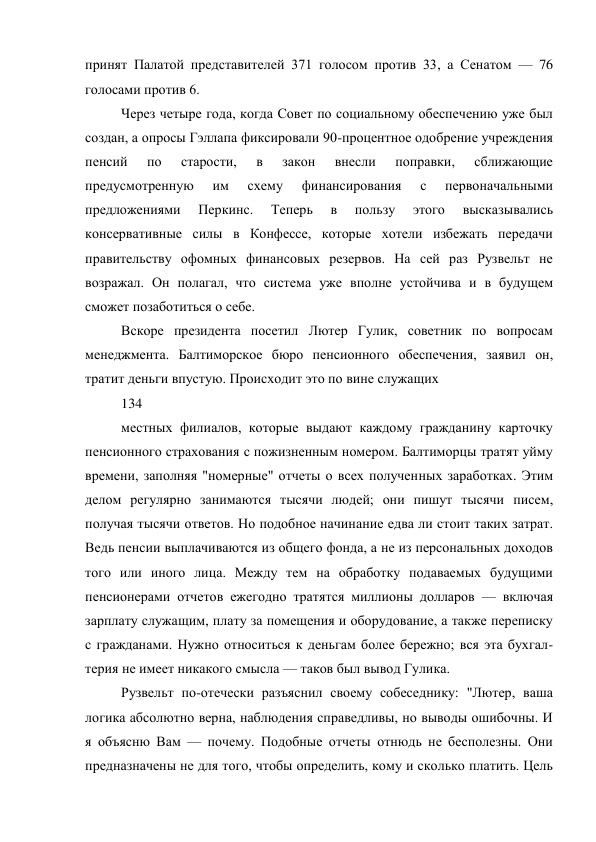 принят Палатой представителей 371 голосом против 33, а Сенатом — 76
голосами против 6.
Через четыре года, когда Совет по социальному обеспечению уже был
создан, а опросы Гэллапа фиксировали 90-процентное одобрение учреждения
пенсий по старости, в закон внесли поправки, сближающие
предусмотренную им схему финансирования с первоначальными
предложениями Перкинс. Теперь в пользу этого высказывались
консервативные силы в Конфессе, которые хотели избежать передачи
правительству офомных финансовых резервов. На сей раз Рузвельт не
возражал. Он полагал, что система уже вполне устойчива и в будущем
сможет позаботиться о себе.
Вскоре президента посетил Лютер Гулик, советник по вопросам
менеджмента. Балтиморское бюро пенсионного обеспечения, заявил он,
тратит деньги впустую. Происходит это по вине служащих
134
местных филиалов, которые выдают каждому гражданину карточку
пенсионного страхования с пожизненным номером. Балтиморцы тратят уйму
времени, заполняя "номерные" отчеты о всех полученных заработках. Этим
делом регулярно занимаются тысячи людей; они пишут тысячи писем,
получая тысячи ответов. Но подобное начинание едва ли стоит таких затрат.
Ведь пенсии выплачиваются из общего фонда, а не из персональных доходов
того или иного лица. Между тем на обработку подаваемых будущими
пенсионерами отчетов ежегодно тратятся миллионы долларов — включая
зарплату служащим, плату за помещения и оборудование, а также переписку
с гражданами. Нужно относиться к деньгам более бережно; вся эта бухгал-
терия не имеет никакого смысла — таков был вывод Гулика.
Рузвельт по-отечески разъяснил своему собеседнику: "Лютер, ваша
логика абсолютно верна, наблюдения справедливы, но выводы ошибочны. И
я объясню Вам — почему. Подобные отчеты отнюдь не бесполезны. Они
предназначены не для того, чтобы определить, кому и сколько платить. Цель